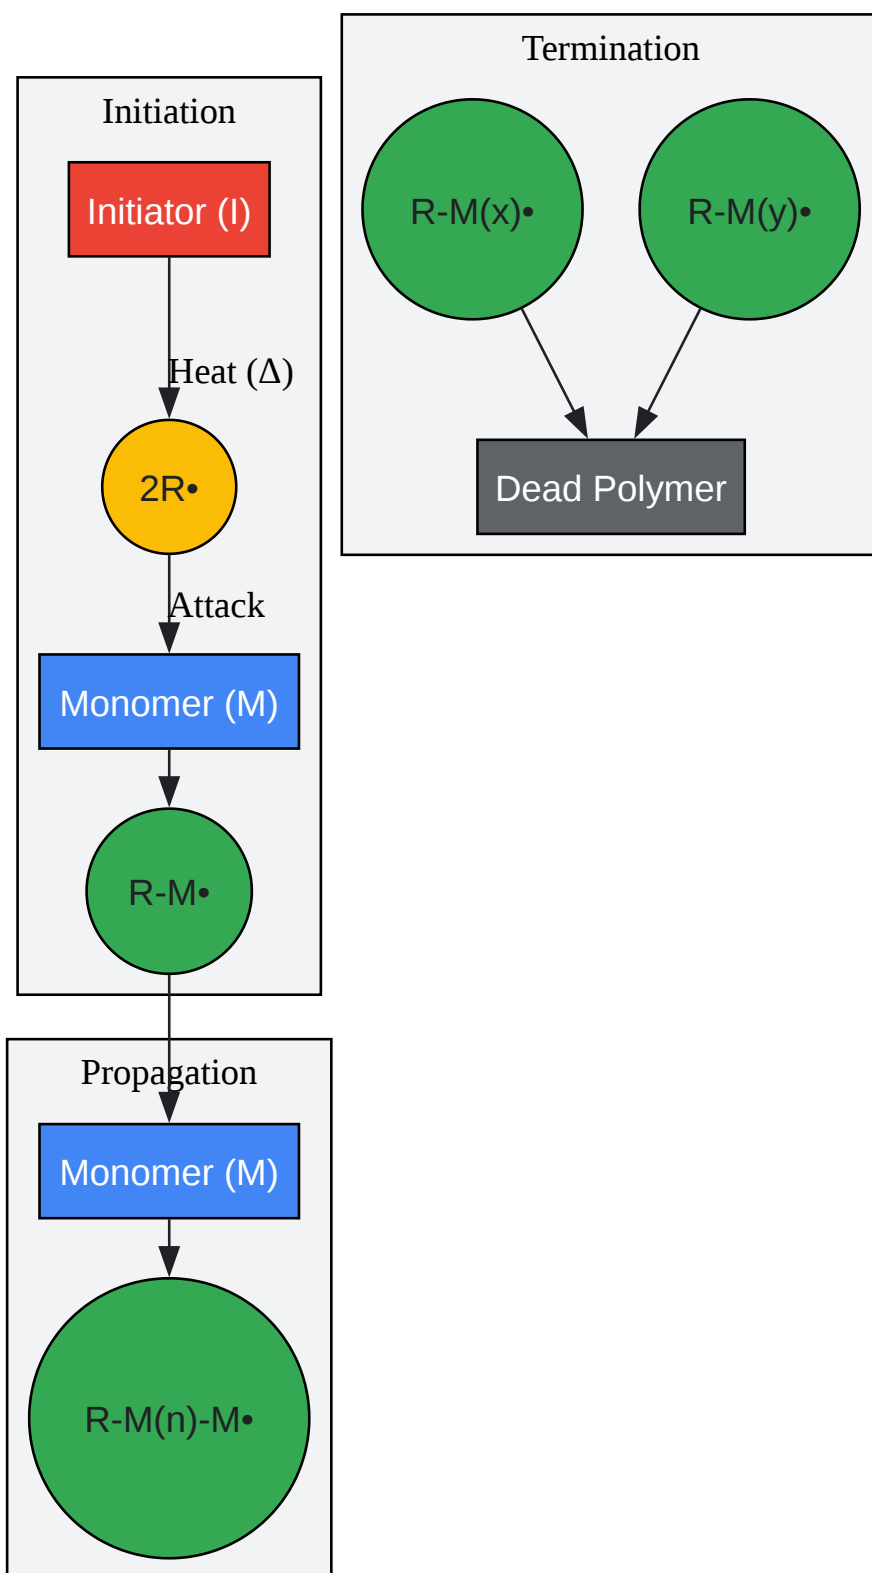 Initiation
Initiator (I)
Heat (Δ)
2R•
Attack
Monomer (M)
R-M•
Propagation
Monomer (M)
R-M(n)-M•
Termination
R-M(x)•
R-M(y)•
Dead Polymer